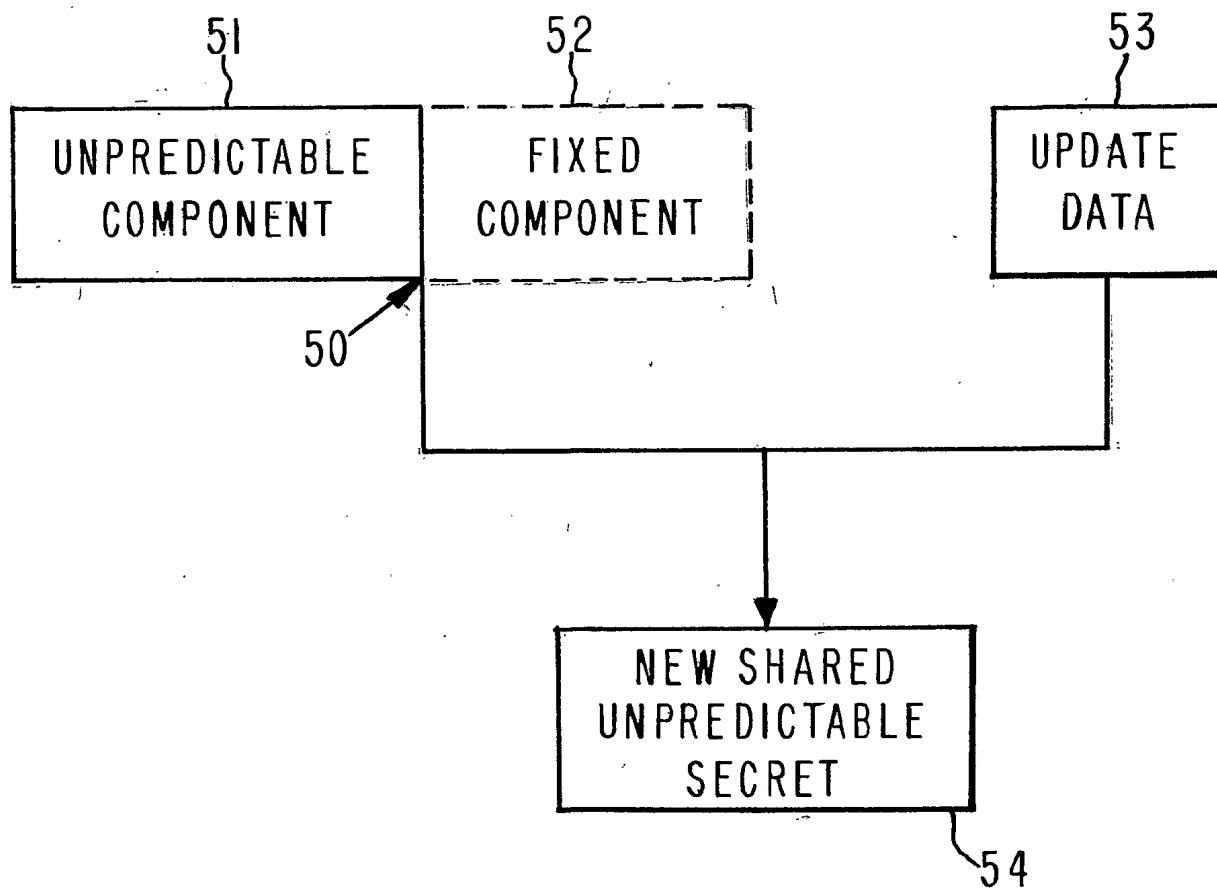 51
52
53
UNPREDICTABLE
COMPONENT
FIXED
COMPONENT
UPDATE
DATA
50
NEW SHARED
UNPREDICTABLE
SECRET
54